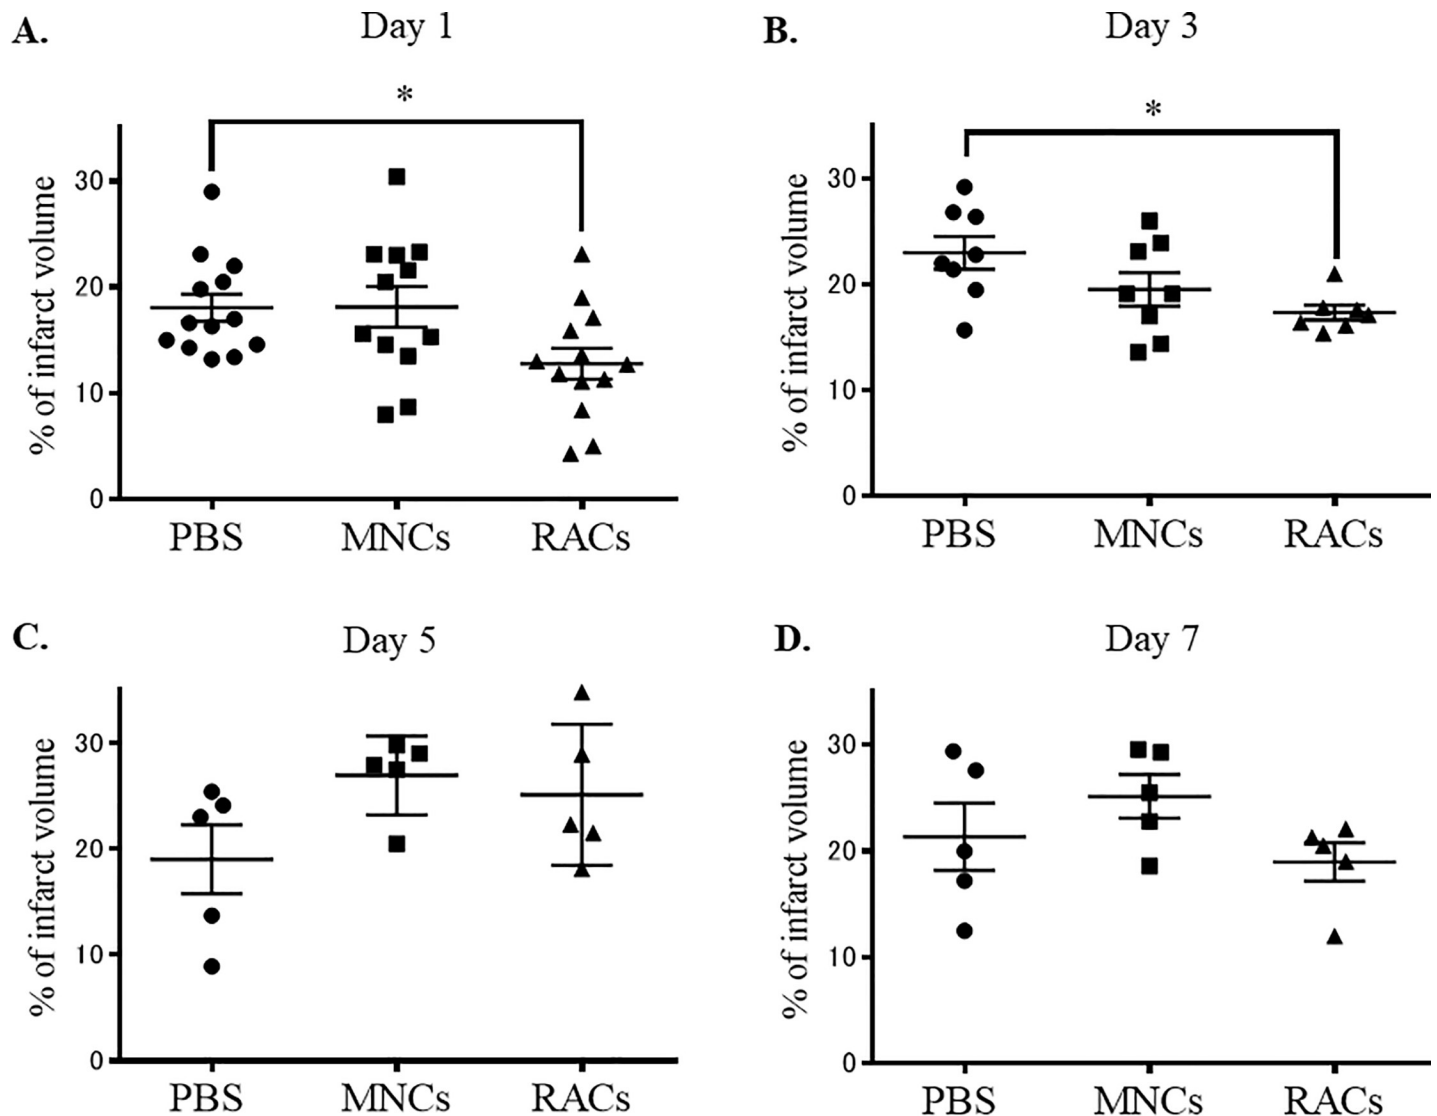 A.
Day 1
*
% of infarct volume
30
20
10
0
PBS MNCs RACs
B.
Day 3
*
% of infarct volume
30
20
10
0
PBS MNCs RACs
C.
Day 5
% of infarct volume
30
20
10
0
PBS MNCs RACs
D.
Day 7
% of infarct volume
30
20
10
0
PBS MNCs RACs